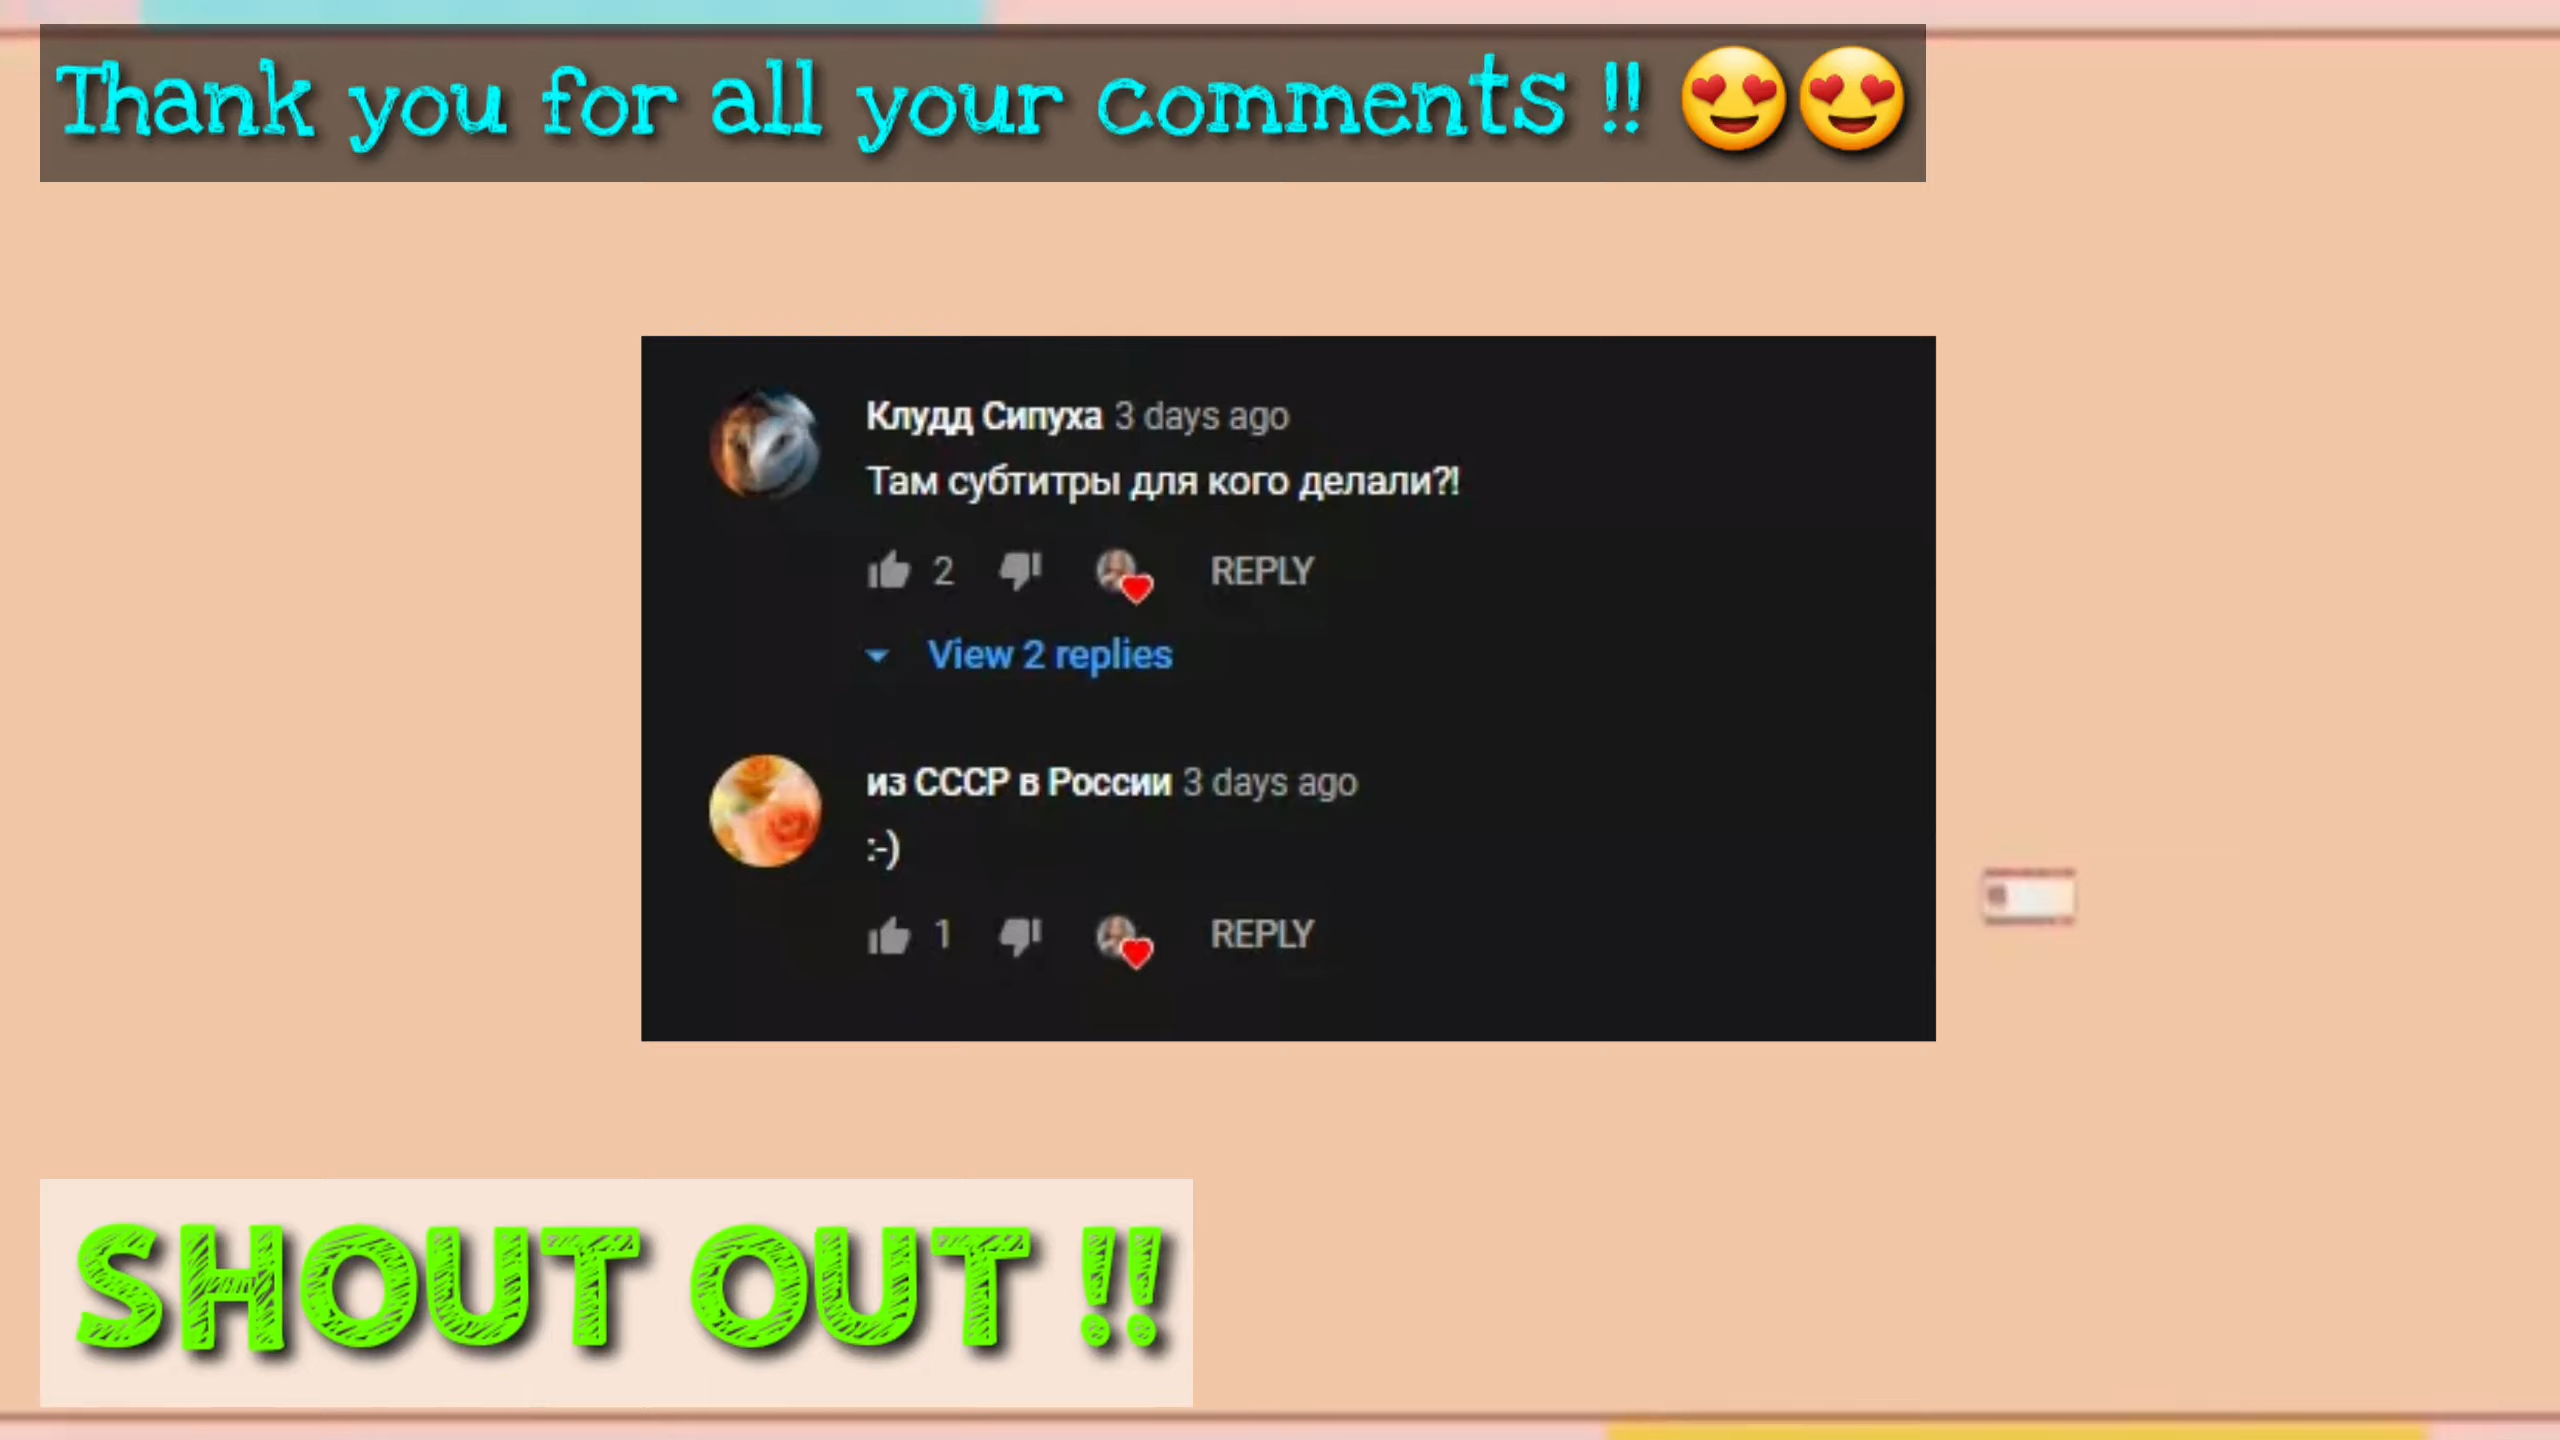 Thank you for all your comments !! 😍😍
Клудд Сипуха 3 days ago
Там субтитры для кого делали?!
2 REPLY
View 2 replies
из СССР в России 3 days ago
:-)
1 REPLY
SHOUT OUT !!